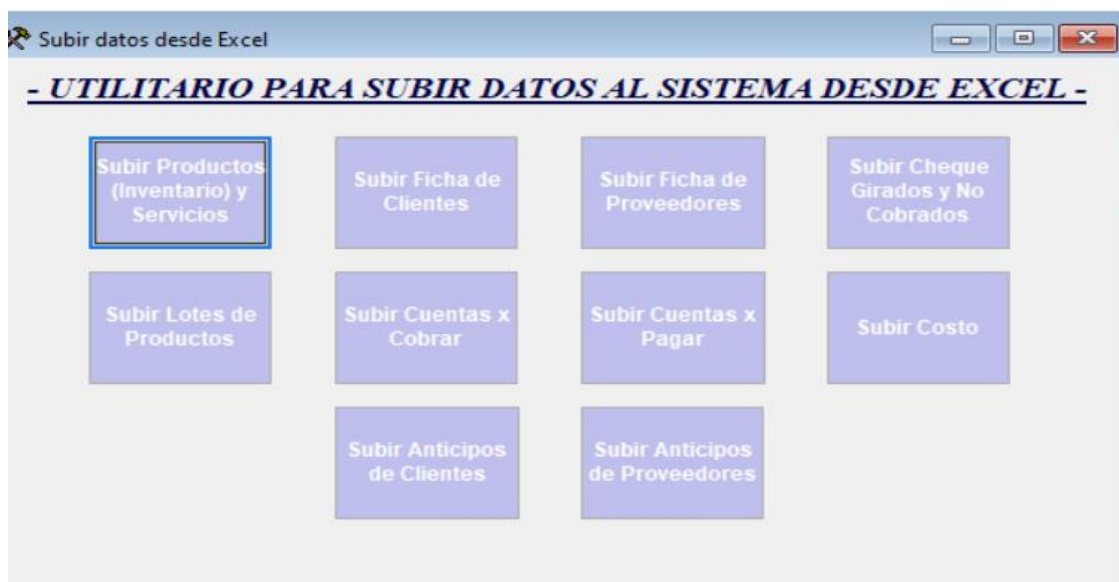 Subir datos desde Excel
- UTILITARIO PARA SUBIR DATOS AL SISTEMA DESDE EXCEL -
Subir Productos
(Inventario) y
Servicios
Subir Ficha de
Clientes
Subir Ficha de
Proveedores
Subir Cheque
Girados y No
Cobrados
Subir Lotes de
Productos
Subir Cuentas x
Cobrar
Subir Cuentas x
Pagar
Subir Costo
Subir Anticipos
de Clientes
Subir Anticipos
de Proveedores